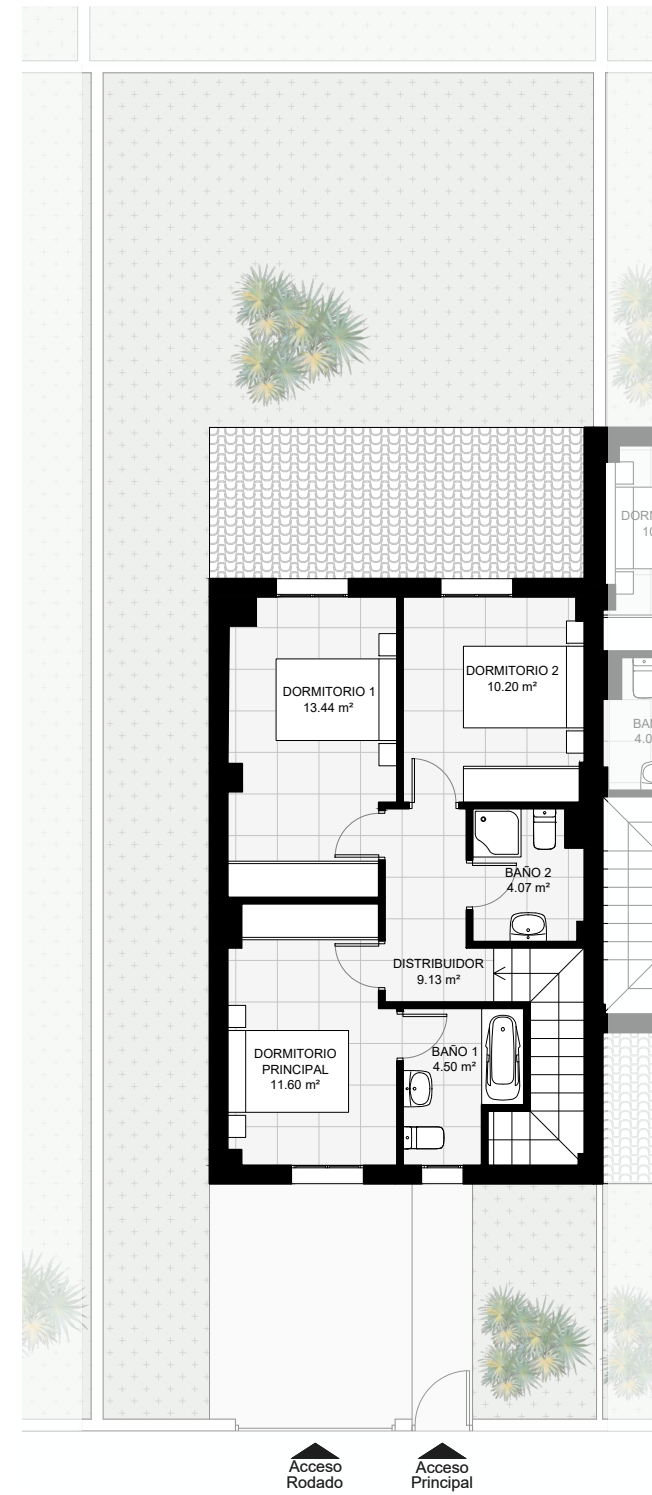 DORMITORIO 1
13.44 m²
DORMITORIO 2
10.20 m²
BAÑO 2
4.07 m²
DISTRIBUIDOR
9.13 m²
DORMITORIO
PRINCIPAL
11.60 m²
BAÑO 1
4.50 m²
Acceso
Rodado
Acceso
Principal